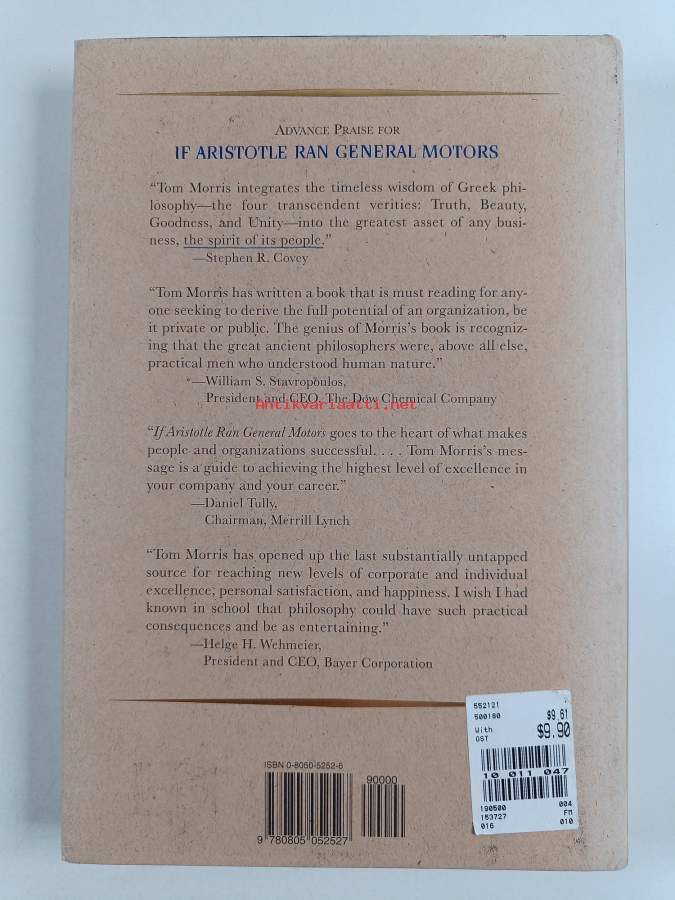 ADVANCE PRAISE FOR
IF ARISTOTLE RAN GENERAL MOTORS
“Tom Morris integrates the timeless wisdom of Greek phi-
losophy—the four transcendent verities: Truth, Beauty,
Goodness, and Unity—into the greatest asset of any busi-
ness, the spirit of its people.”
—Stephen R. Covey
“Tom Morris has written a book that is must reading for any-
one seeking to derive the full potential of an organization, be
it private or public. The genius of Morris’s book is recogniz-
ing that the great ancient philosophers were, above all else,
practical men who understood human nature.”
—William S. Stavropoulos,
President and CEO, The Dow Chemical Company
Antikvariaatti.net
“If Aristotle Ran General Motors goes to the heart of what makes
people and organizations successful. . . . Tom Morris’s mes-
sage is a guide to achieving the highest level of excellence in
your company and your career.”
—Daniel Tully,
Chairman, Merrill Lynch
“Tom Morris has opened up the last substantially untapped
source for reaching new levels of corporate and individual
excellence, personal satisfaction, and happiness. I wish I had
known in school that philosophy could have such practical
consequences and be as entertaining.”
—Helge H. Wehmeier,
President and CEO, Bayer Corporation
552121
500160 $9.61
With $9.90
GST
10 011 047
190500 004
153727 FM
016 010
ISBN 0-8050-5252-6
90000
9 780805 052527